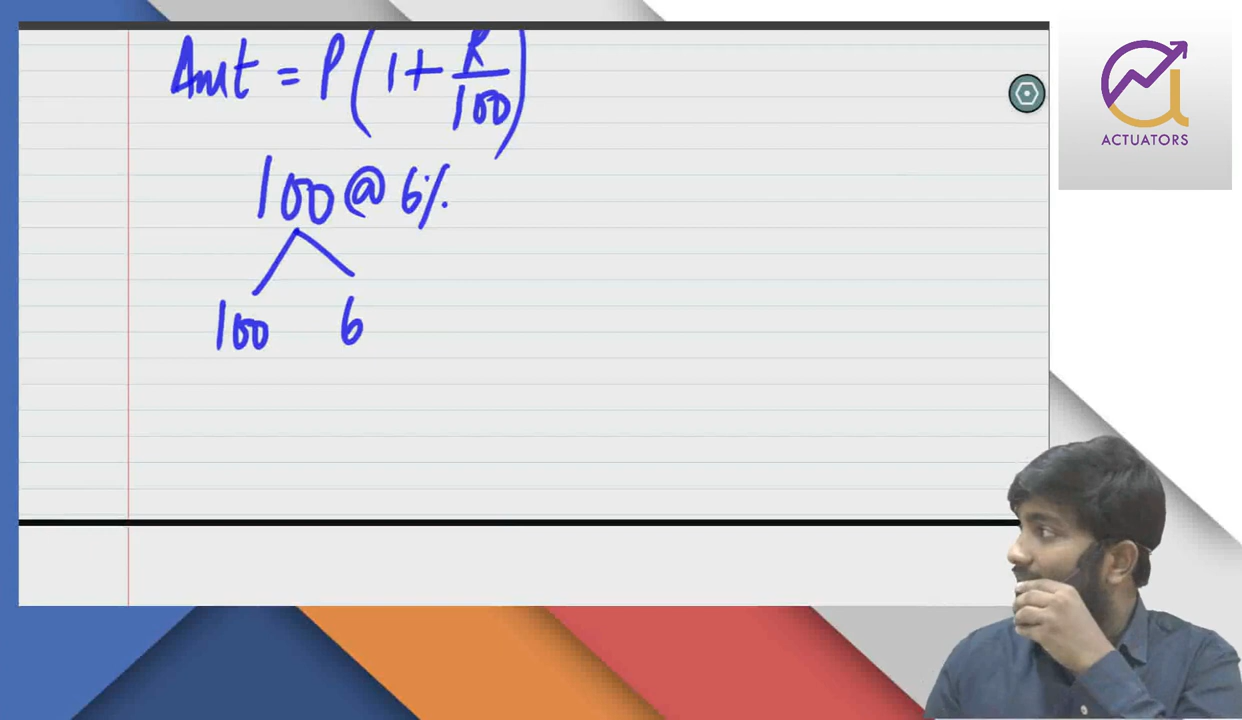 Amt = P(1+R/100)
100 @ 6%
100 6
ACTUATORS